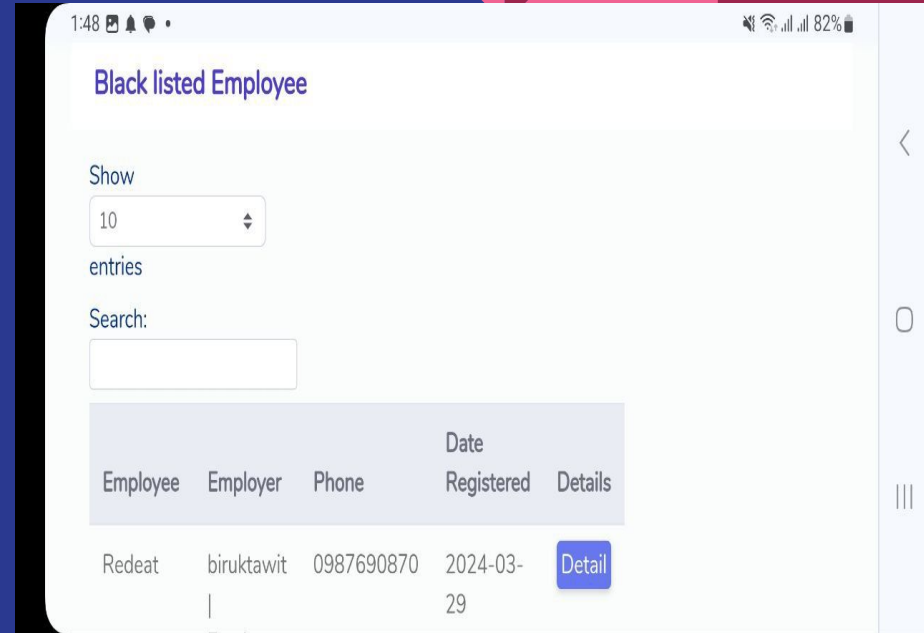 1:48 82%
Black listed Employee
Show
10
entries
Search:
Employee Employer Phone Date Registered Details
Redeat biruktawit 0987690870 2024-03- Detail
| 29